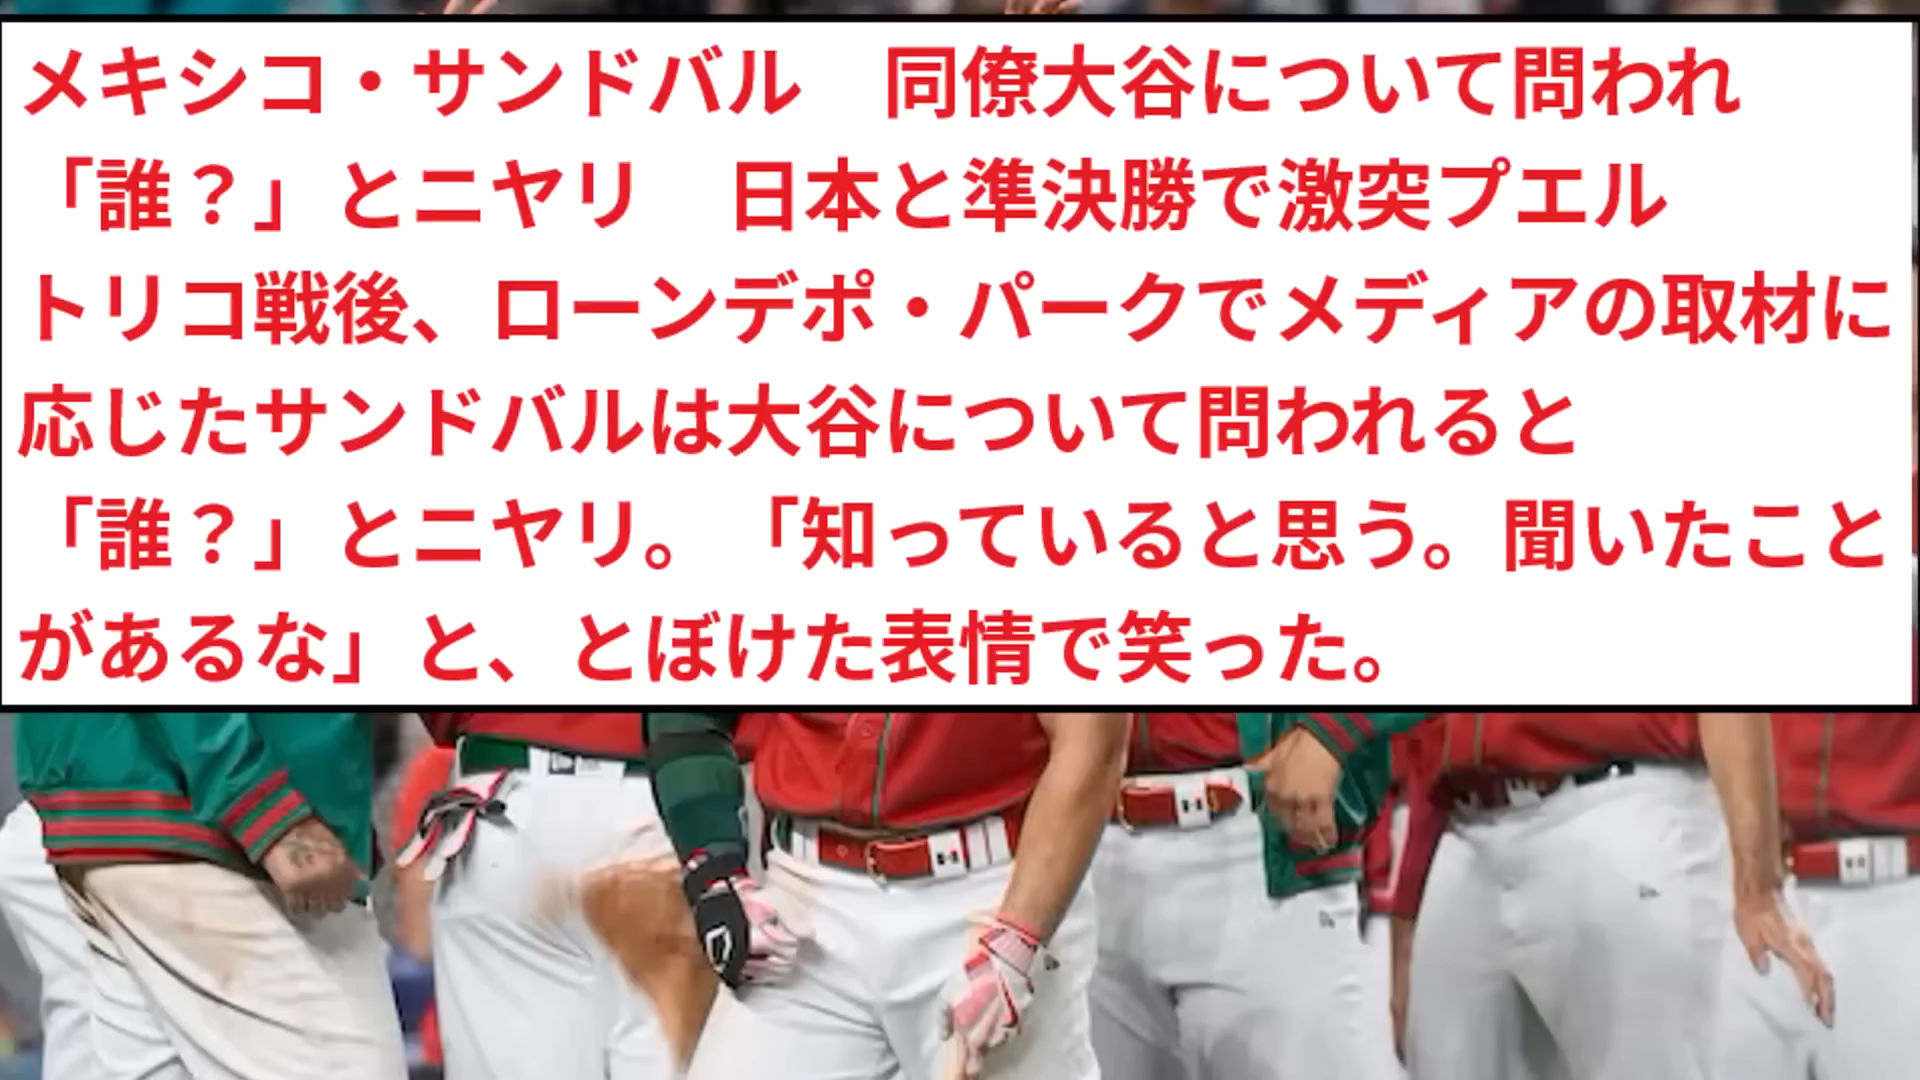 メキシコ・サンドバル　同僚大谷について問われ
「誰？」とニヤリ　日本と準決勝で激突プエル
トリコ戦後、ローンデポ・パークでメディアの取材に
応じたサンドバルは大谷について問われると
「誰？」とニヤリ。「知っていると思う。聞いたこと
があるな」と、とぼけた表情で笑った。